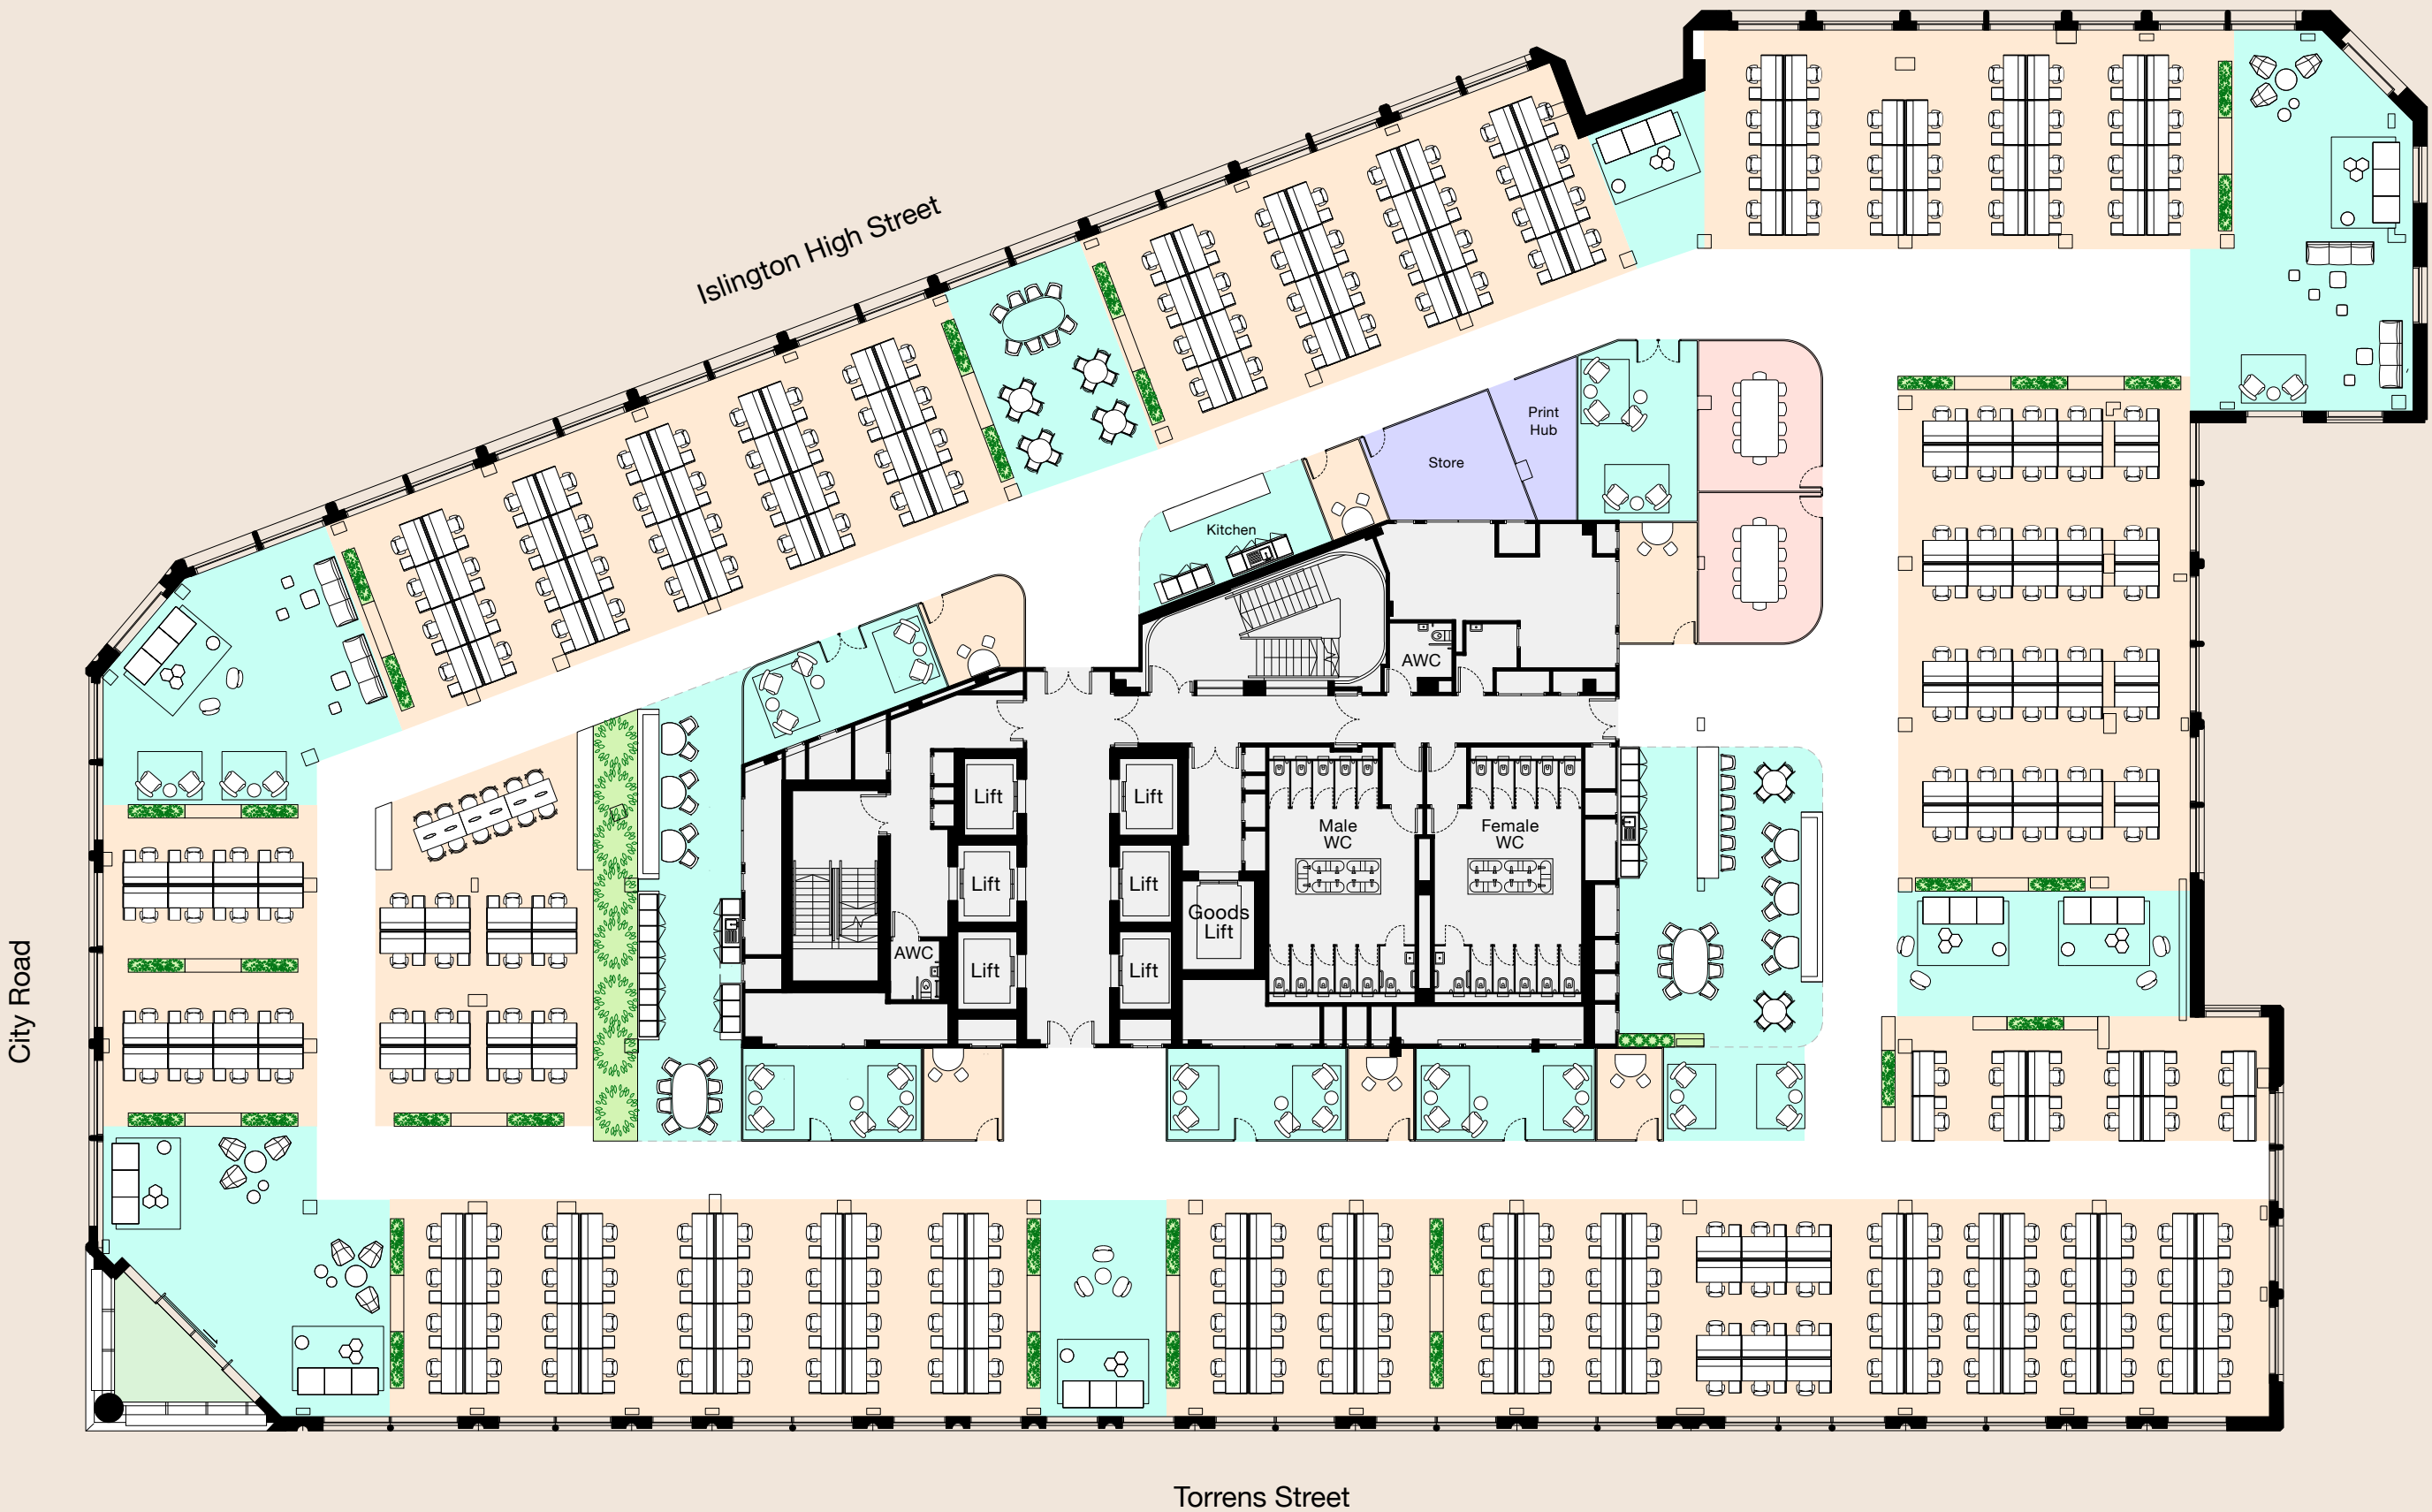 Islington High Street
Print
Hub
Store
Kitchen
AWC
Lift
Lift
Male
WC
Female
WC
Lift
Lift
Goods
Lift
AWC
Lift
Lift
City Road
Torrens Street